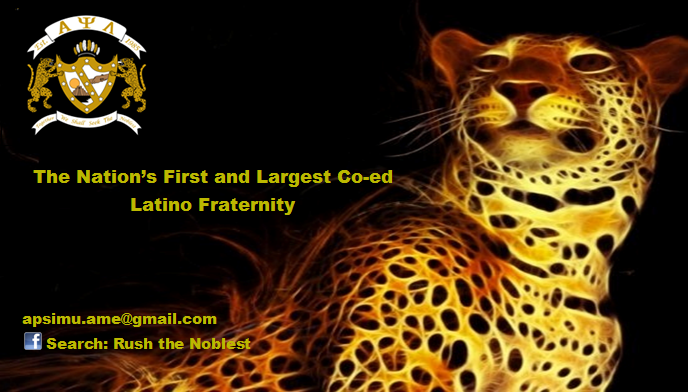 ΑΨΛ
The Nation’s First and Largest Co-ed
Latino Fraternity
apsimu.ame@gmail.com
Search: Rush the Noblest